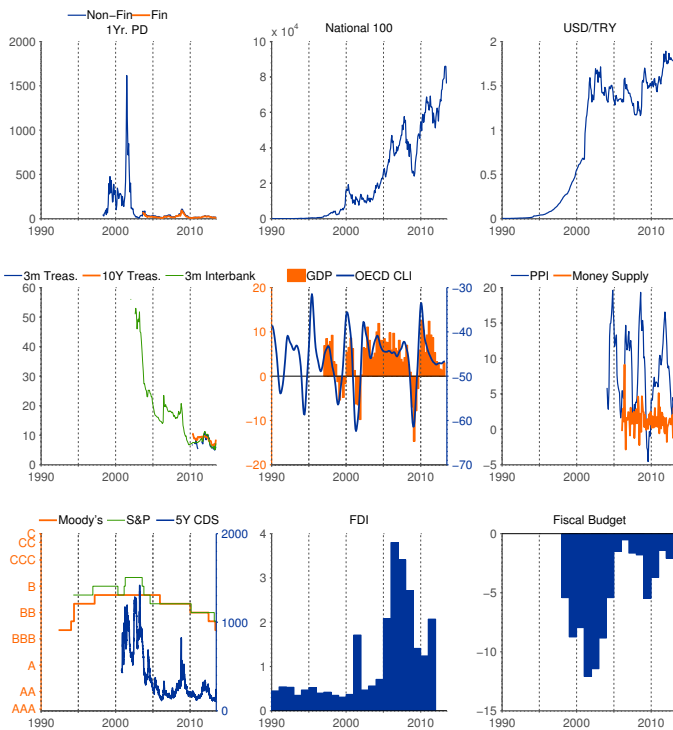 Non−Fin Fin
1Yr. PD
2000
1500
1000
500
0
1990 2000 2010
National 100
x 10⁴
10
8
6
4
2
0
1990 2000 2010
USD/TRY
2
1.5
1
0.5
0
1990 2000 2010
3m Treas. 10Y Treas. 3m Interbank
60
50
40
30
20
10
0
1990 2000 2010
GDP OECD CLI
20 −30
10 −40
0 −50
−10 −60
−20 −70
1990 2000 2010
PPI Money Supply
20
15
10
5
0
−5
1990 2000 2010
Moody's S&P 5Y CDS
C 2000
CC
CCC
B
1000
BB
BBB
A
AA
AAA 0
1990 2000 2010
FDI
4
3
2
1
0
1990 2000 2010
Fiscal Budget
0
−5
−10
−15
1990 2000 2010